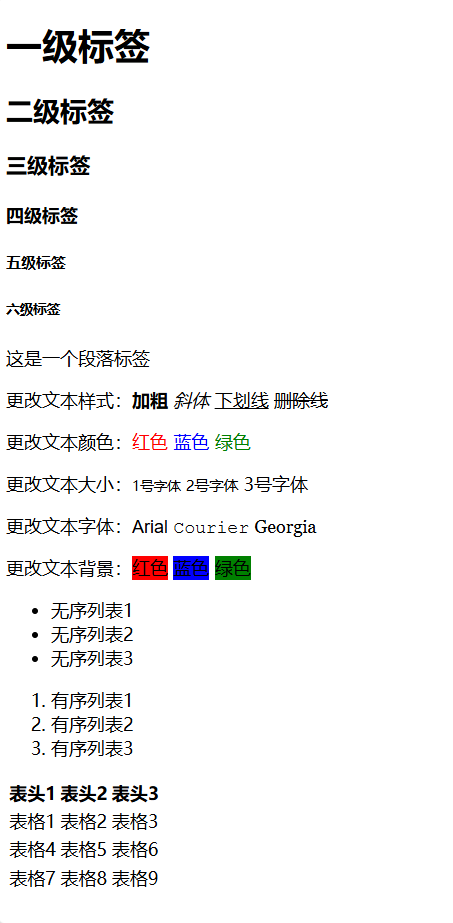 一级标签
二级标签
三级标签
四级标签
五级标签
六级标签
这是一个段落标签
更改文本样式：加粗 斜体 下划线 删除线
更改文本颜色：红色 蓝色 绿色
更改文本大小：1号字体 2号字体 3号字体
更改文本字体：Arial Courier Georgia
更改文本背景：红色 蓝色 绿色
• 无序列表1
• 无序列表2
• 无序列表3
1. 有序列表1
2. 有序列表2
3. 有序列表3
表头1 表头2 表头3
表格1 表格2 表格3
表格4 表格5 表格6
表格7 表格8 表格9